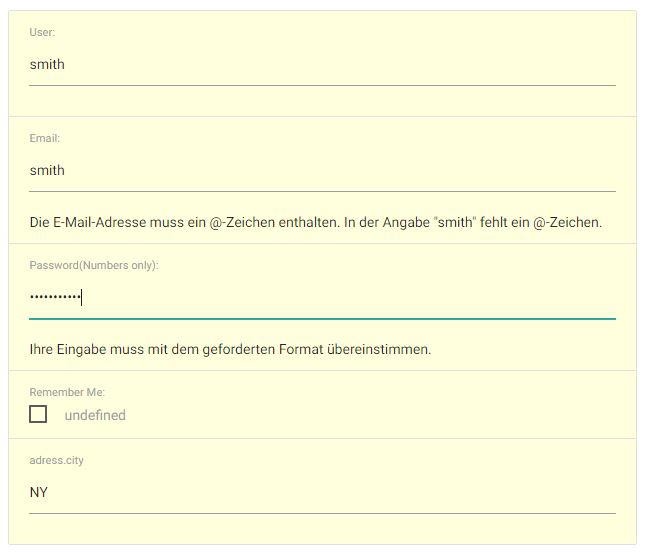 User:
smith
Email:
smith
Die E-Mail-Adresse muss ein @-Zeichen enthalten. In der Angabe "smith" fehlt ein @-Zeichen.
Password(Numbers only):
•••••••••••
Ihre Eingabe muss mit dem geforderten Format übereinstimmen.
Remember Me:
undefined
adress.city
NY